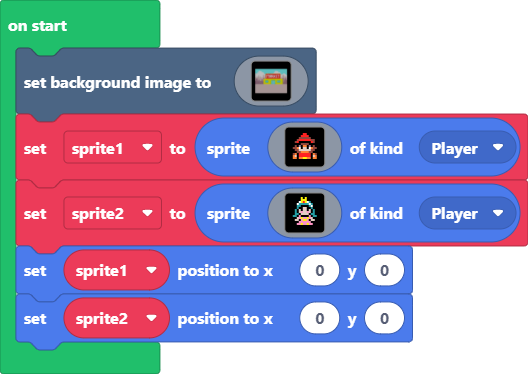 on start
set background image to
set sprite1 to sprite of kind Player
set sprite2 to sprite of kind Player
set sprite1 position to x 0 y 0
set sprite2 position to x 0 y 0